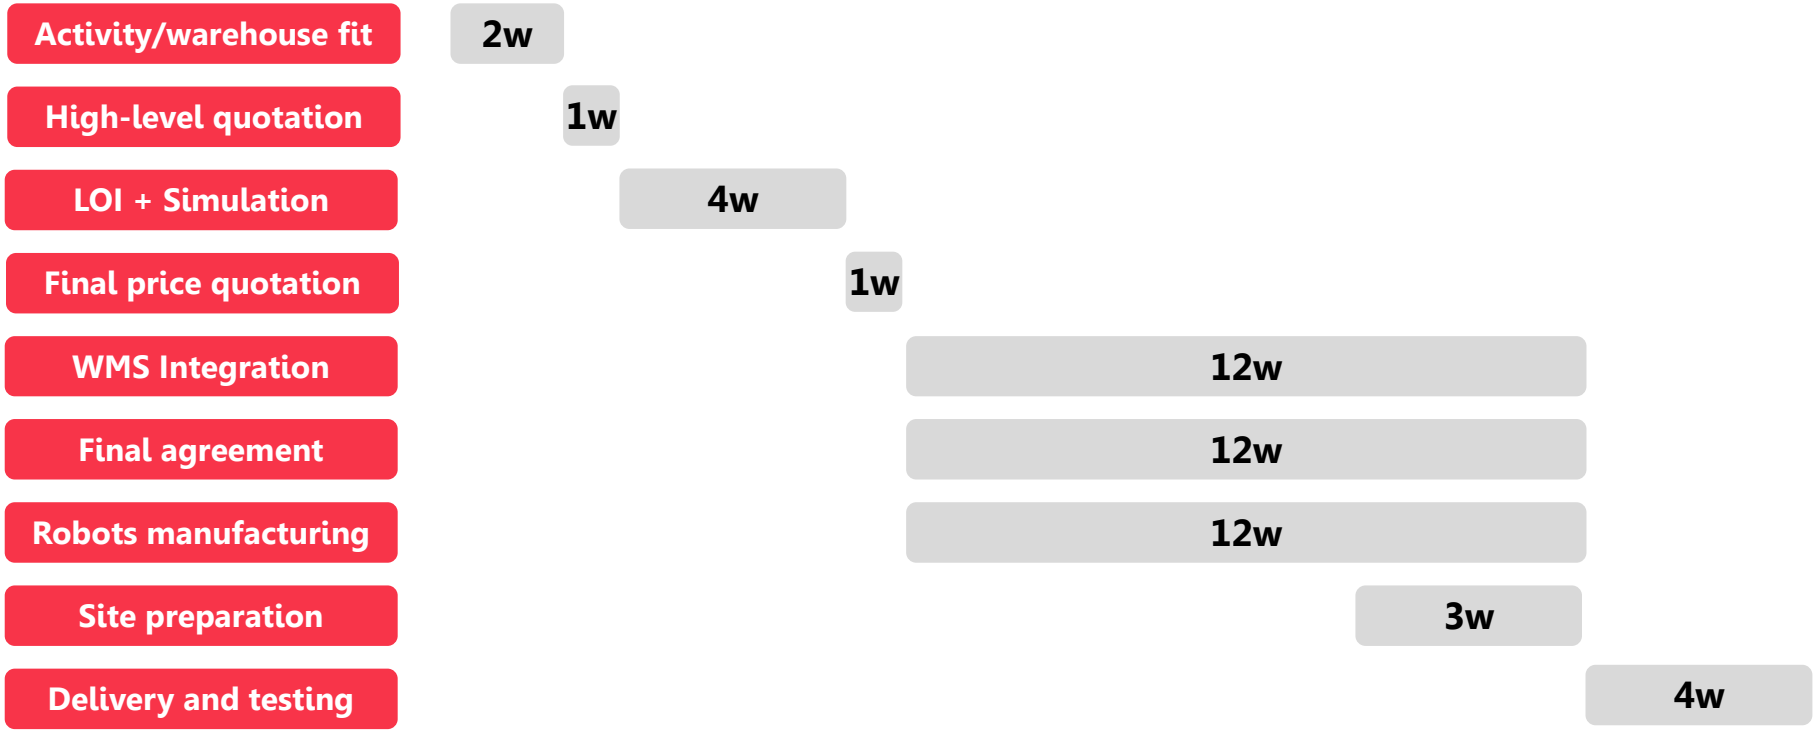 Activity/warehouse fit
2w
High-level quotation
1w
LOI + Simulation
4w
Final price quotation
1w
WMS Integration
12w
Final agreement
12w
Robots manufacturing
12w
Site preparation
3w
Delivery and testing
4w